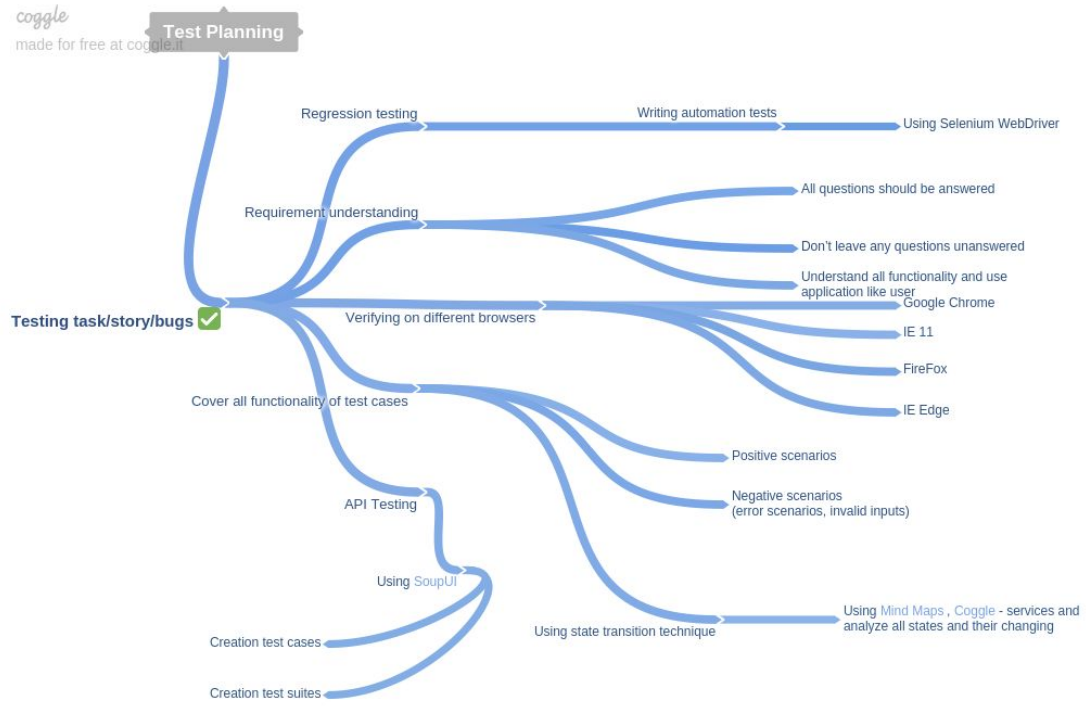 coggle
made for free at coggle.it
Test Planning
Regression testing
Writing automation tests
Using Selenium WebDriver
Requirement understanding
All questions should be answered
Don't leave any questions unanswered
Understand all functionality and use
application like user
Testing task/story/bugs
Verifying on different browsers
Google Chrome
IE 11
FireFox
IE Edge
Cover all functionality of test cases
Positive scenarios
Negative scenarios
(error scenarios, invalid inputs)
Using state transition technique
Using Mind Maps , Coggle - services and
analyze all states and their changing
API Testing
Using SoupUI
Creation test cases
Creation test suites